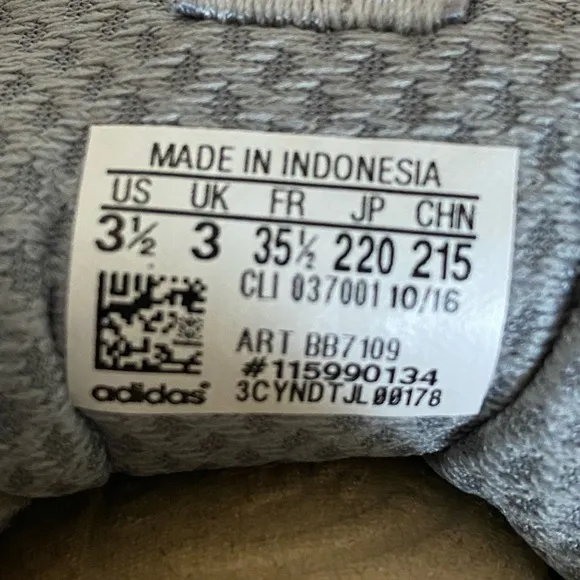 MADE IN INDONESIA
US UK FR JP CHN
3½ 3 35½ 220 215
CLI 037001 10/16
ART BB7109
#115990134
adidas® 3CYNDTJL00178